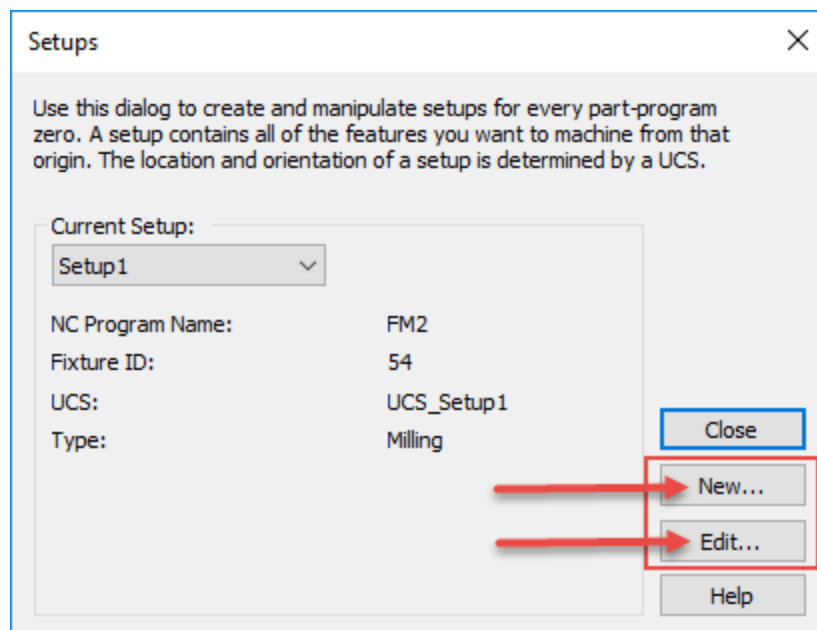 Setups
Use this dialog to create and manipulate setups for every part-program
zero. A setup contains all of the features you want to machine from that
origin. The location and orientation of a setup is determined by a UCS.
Current Setup:
Setup1
NC Program Name: FM2
Fixture ID: 54
UCS: UCS_Setup1
Type: Milling
Close
New...
Edit...
Help